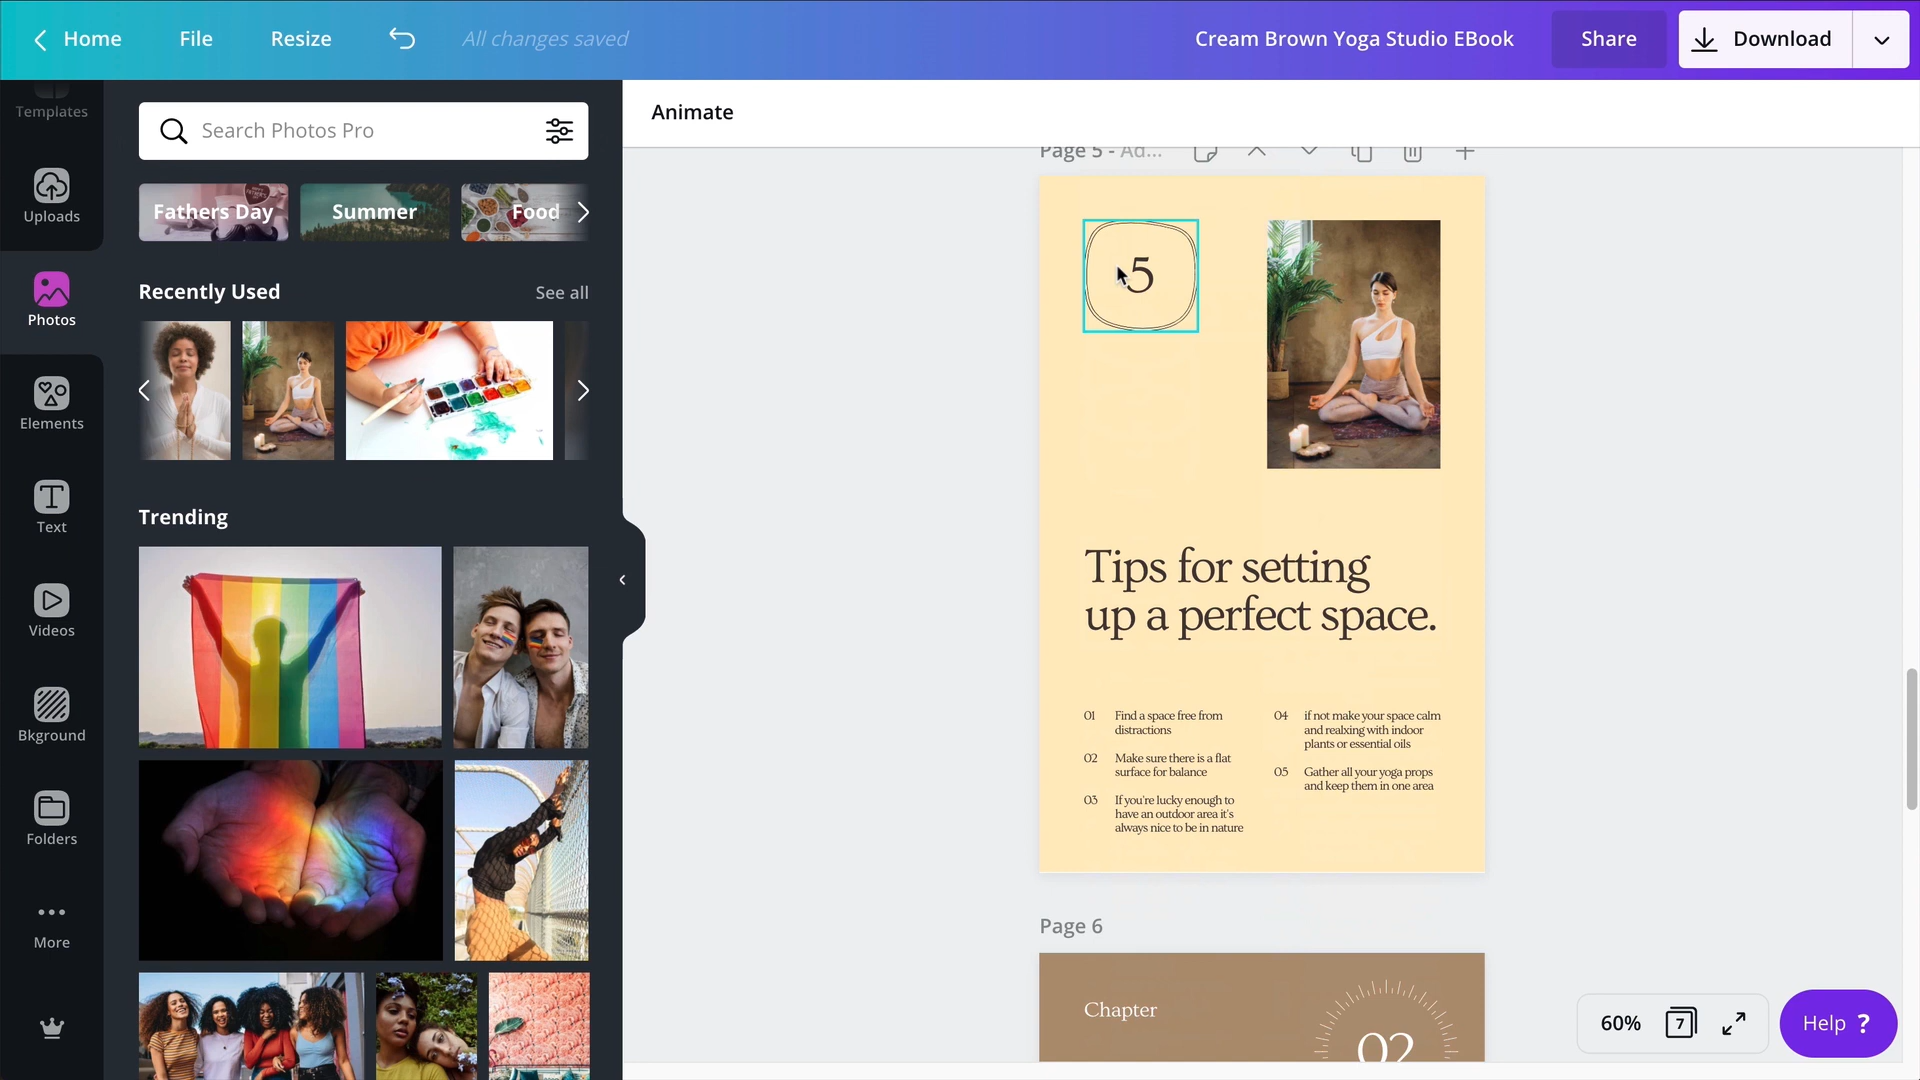 Home
File
Resize
All changes saved
Cream Brown Yoga Studio EBook
Share
Download
Templates
Uploads
Photos
Elements
Text
Videos
Bkground
Folders
More
Search Photos Pro
Fathers Day
Summer
Food
Recently Used
See all
Trending
Animate
Page 5 - Ad...
5
Tips for setting
up a perfect space.
01 Find a space free from
distractions
02 Make sure there is a flat
surface for balance
03 If you're lucky enough to
have an outdoor area it's
always nice to be in nature
04 if not make your space calm
and realxing with indoor
plants or essential oils
05 Gather all your yoga props
and keep them in one area
Page 6
Chapter
02
60%
7
Help ?